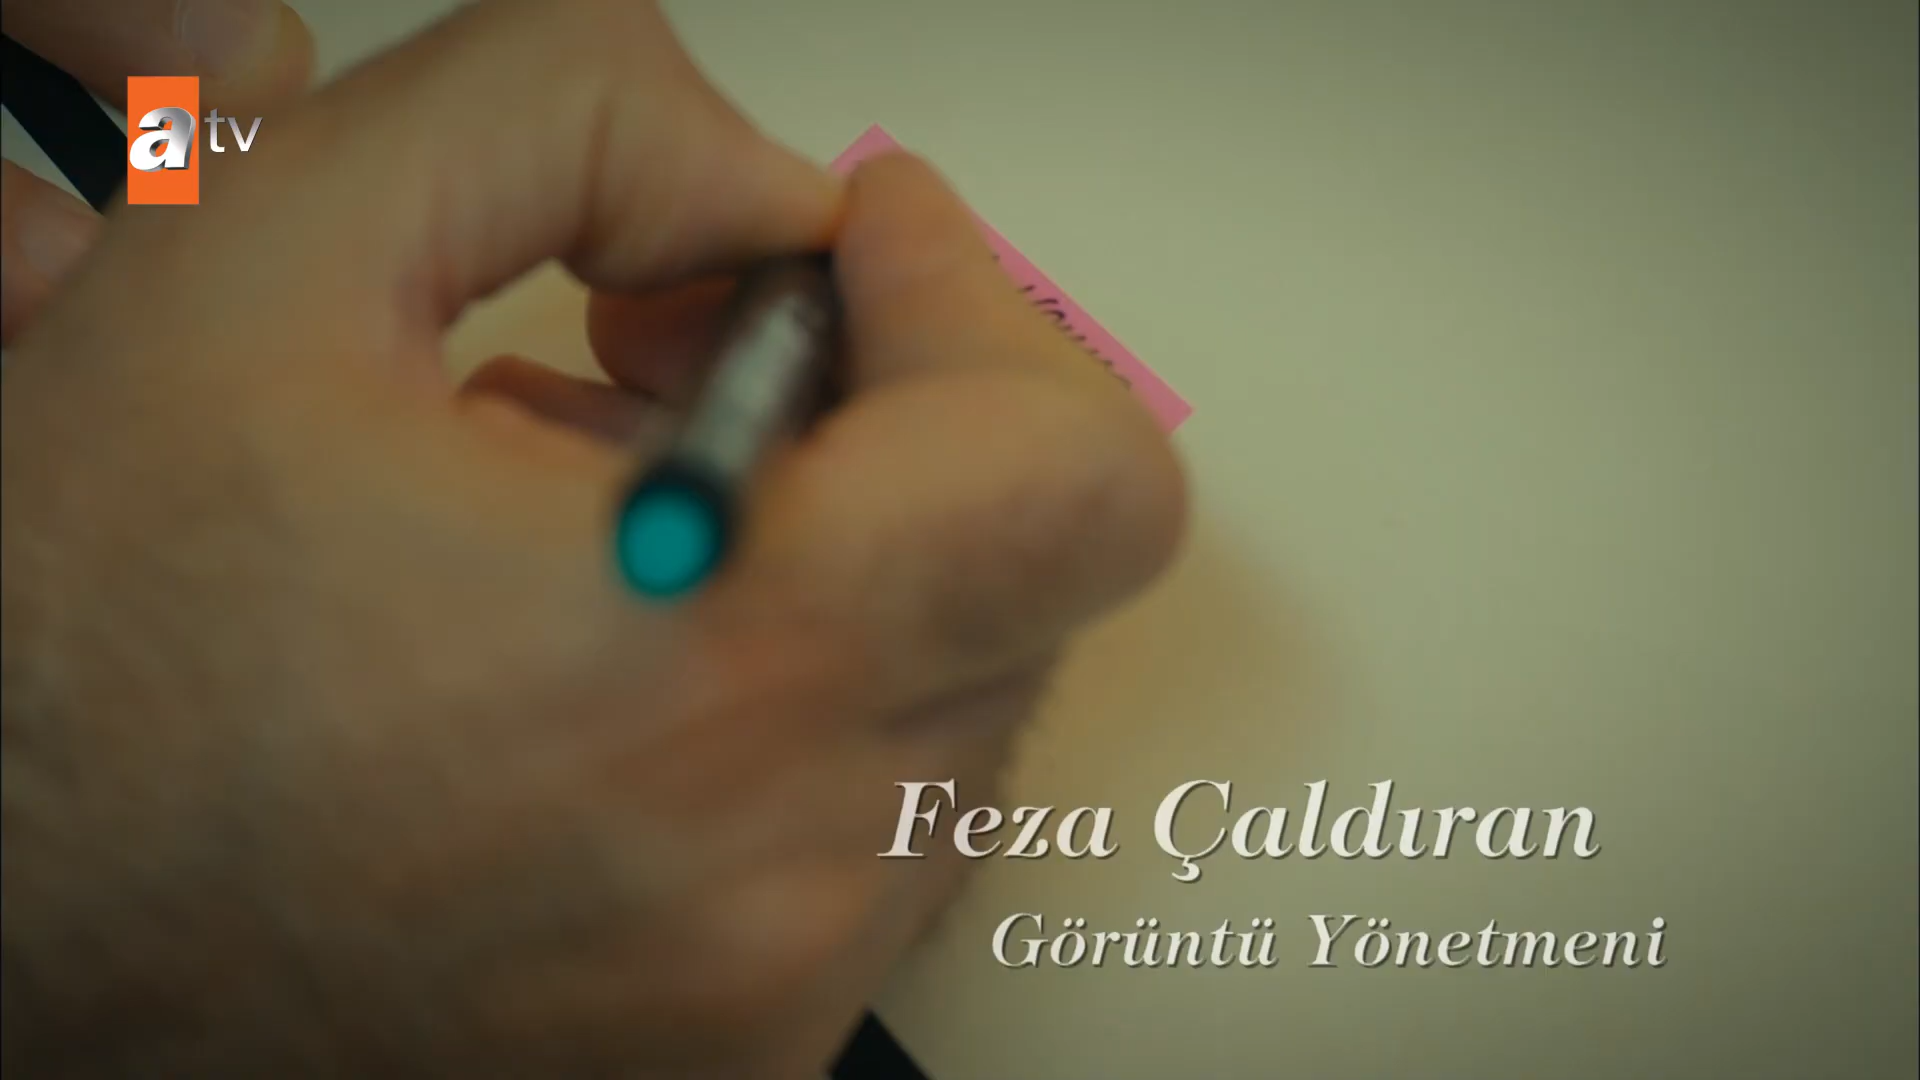 atv
Feza Çaldıran
Görüntü Yönetmeni